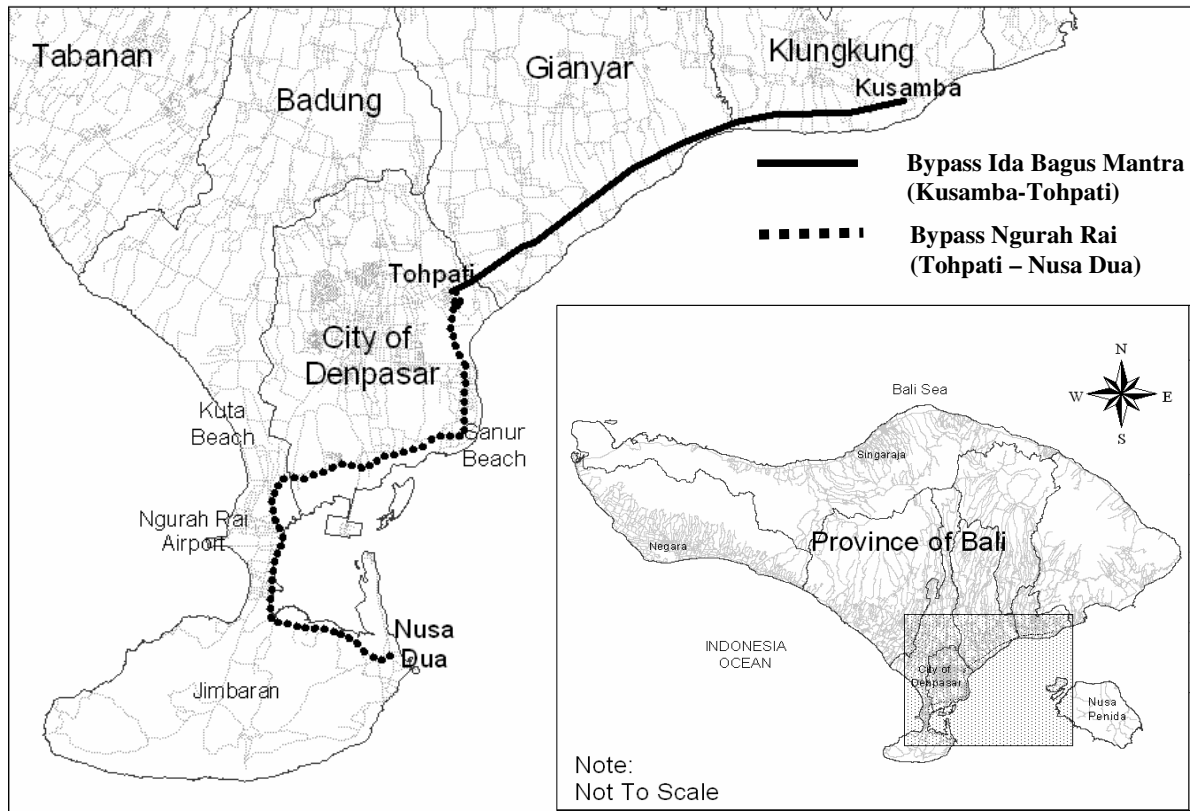 Tabanan
Badung
Gianyar
Klungkung
Kusamba
Bypass Ida Bagus Mantra
(Kusamba-Tohpati)
Bypass Ngurah Rai
(Tohpati – Nusa Dua)
Tohpati
City of
Denpasar
Kuta
Beach
Sanur
Beach
Ngurah Rai
Airport
Nusa
Dua
Jimbaran
N
W
E
S
Bali Sea
Singaraja
Negara
Province of Bali
INDONESIA
OCEAN
City of
Denpasar
Nusa
Penida
Note:
Not To Scale